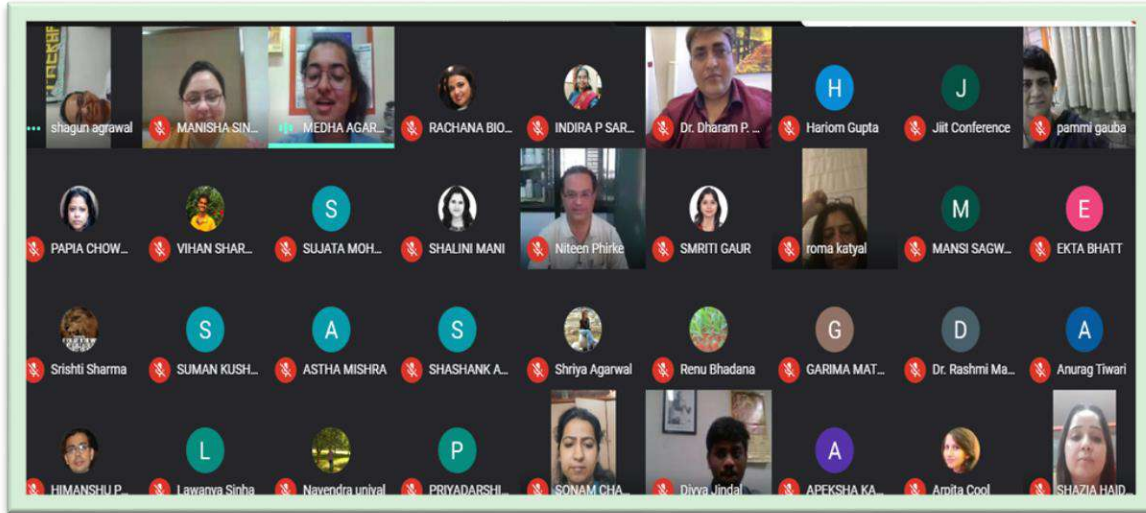 shagun agrawal MANISHA SIN... MEDHA AGAR... RACHANA BIO... INDIRA P SAR... Dr. Dharam P. ... H Hariom Gupta J Jiit Conference pammi gauba
PAPIA CHOW... VIHAN SHAR... S SUJATA MOH... SHALINI MANI Niteen Phirke SMRITI GAUR roma katyal M MANSI SAGW... E EKTA BHATT
Srishti Sharma S SUMAN KUSH... A ASTHA MISHRA S SHASHANK A... Shriya Agarwal Renu Bhadana G GARIMA MAT... D Dr. Rashmi Ma... A Anurag Tiwari
HIMANSHU P... L Lawanya Sinha Navendra uniyal P PRIYADARSHI... SONAM CHA... Divya Jindal A APEKSHA KA... Arpita Cool SHAZIA HAID...